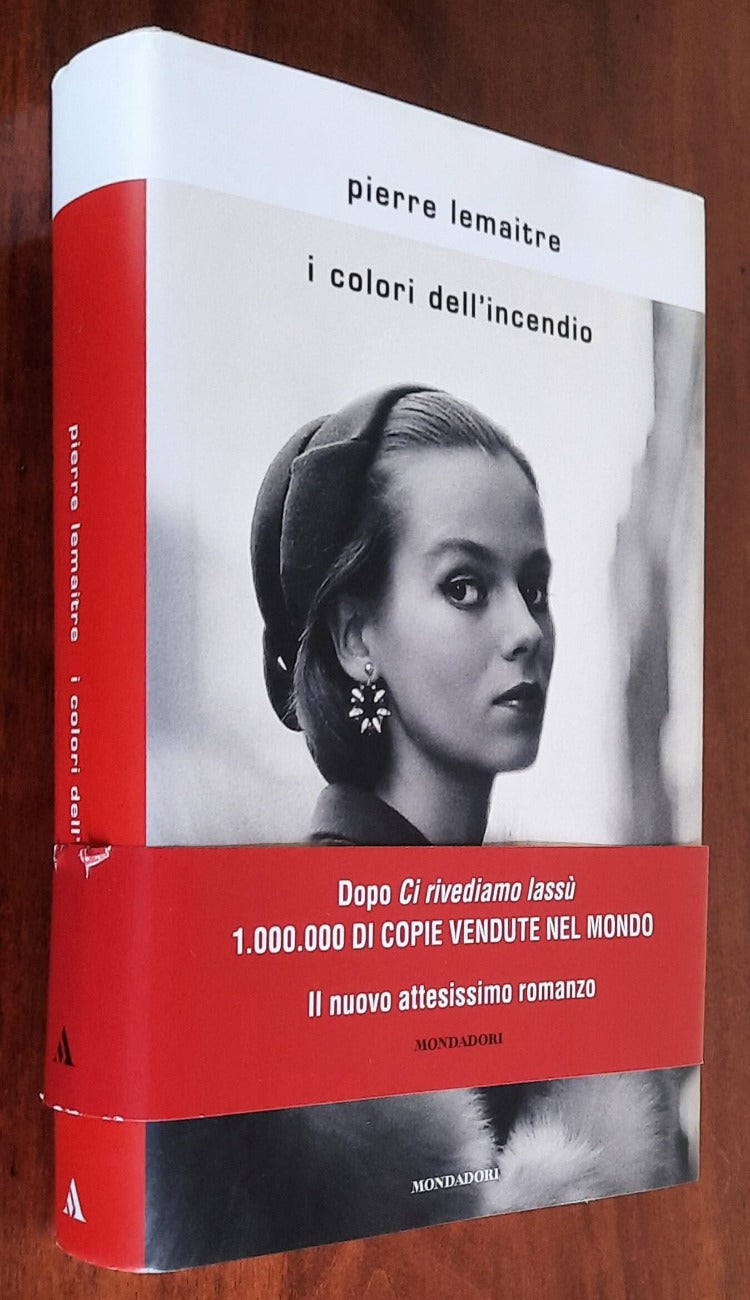 pierre lemaitre
i colori dell'incendio
pierre lemaitre i colori dell'
Dopo Ci rivediamo lassù
1.000.000 DI COPIE VENDUTE NEL MONDO
Il nuovo attesissimo romanzo
MONDADORI
MONDADORI